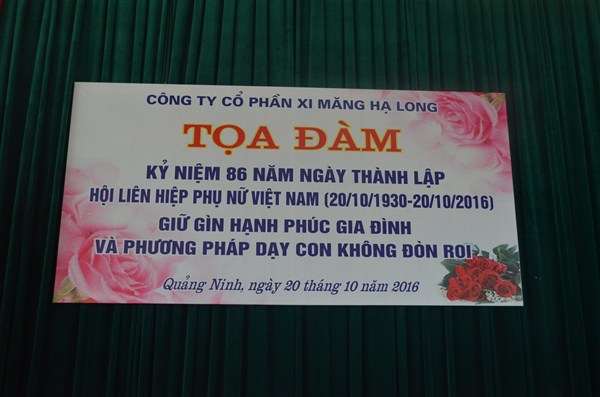 CÔNG TY CỔ PHẦN XI MĂNG HẠ LONG
TỌA ĐÀM
KỶ NIỆM 86 NĂM NGÀY THÀNH LẬP
HỘI LIÊN HIỆP PHỤ NỮ VIỆT NAM (20/10/1930-20/10/2016)
GIỮ GÌN HẠNH PHÚC GIA ĐÌNH
VÀ PHƯƠNG PHÁP DẠY CON KHÔNG ĐÒN ROI
Quảng Ninh, ngày 20 tháng 10 năm 2016